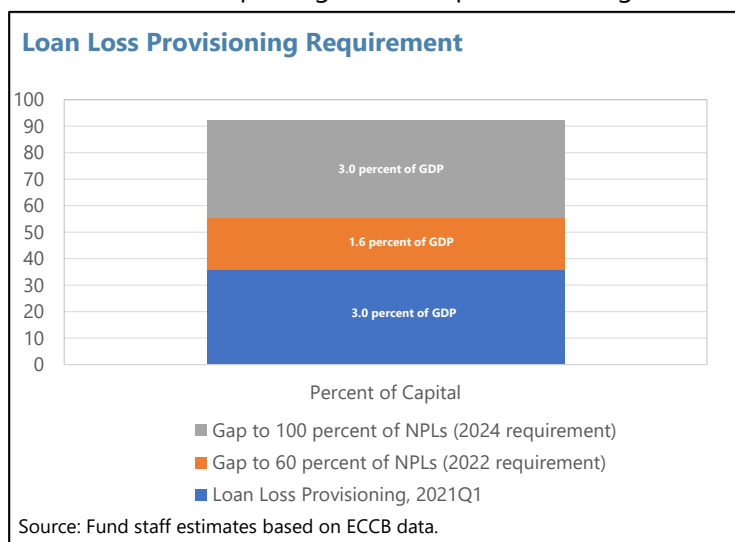 Loan Loss Provisioning Requirement
100
90
80
70
60
50
40
30
20
10
0
3.0 percent of GDP
1.6 percent of GDP
3.0 percent of GDP
Percent of Capital
Gap to 100 percent of NPLs (2024 requirement)
Gap to 60 percent of NPLs (2022 requirement)
Loan Loss Provisioning, 2021Q1
Source: Fund staff estimates based on ECCB data.